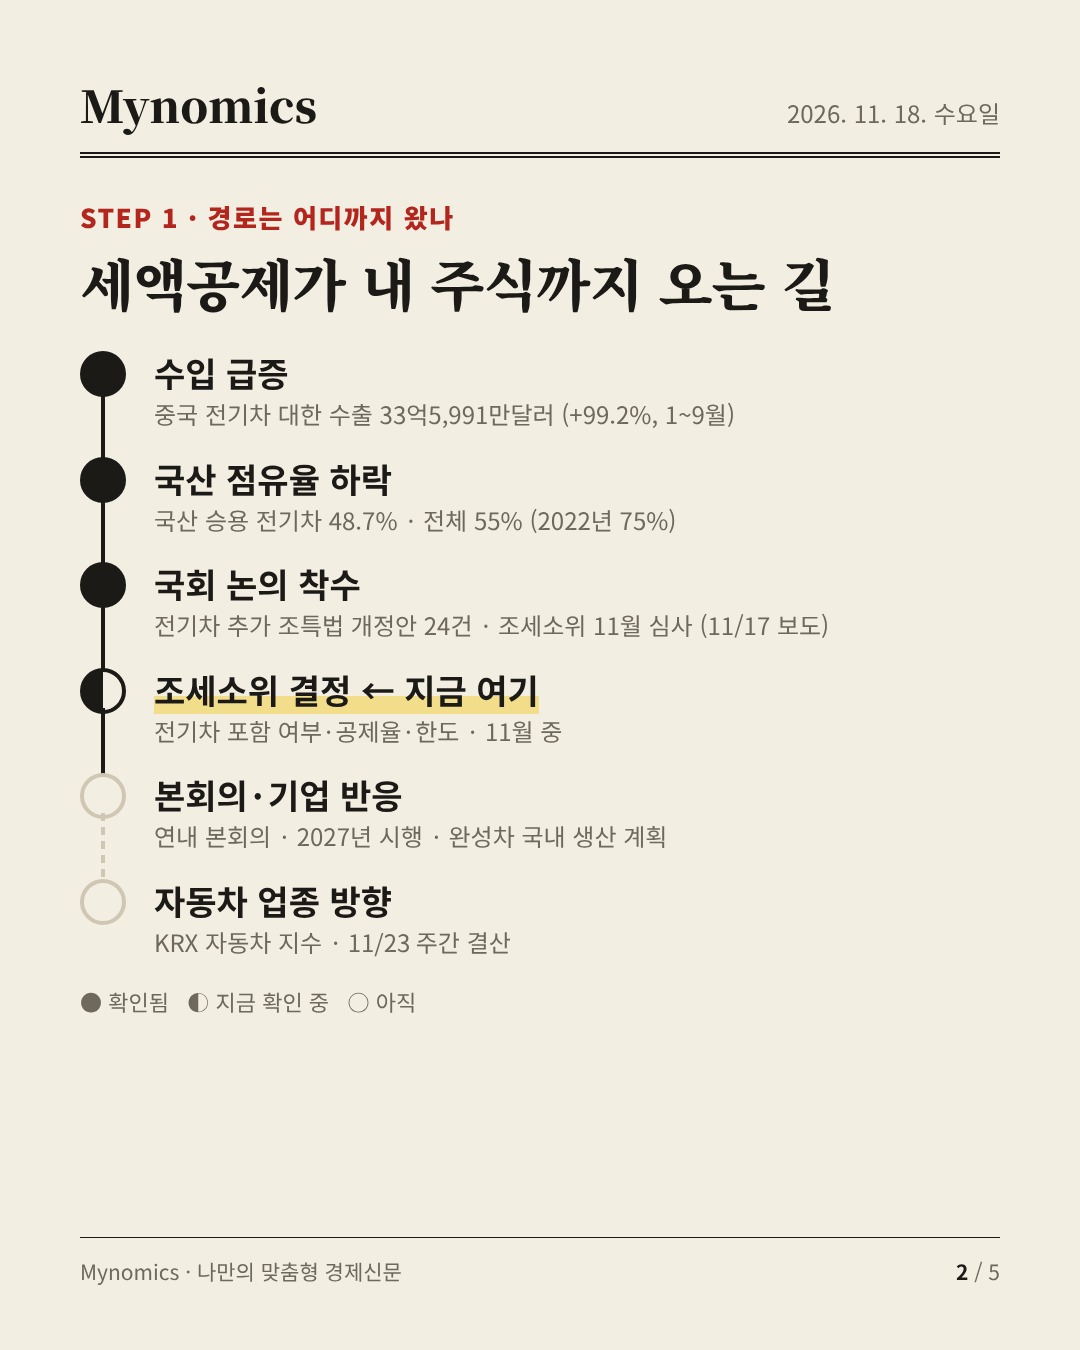 Mynomics
2026. 11. 18. 수요일
STEP 1 · 경로는 어디까지 왔나
세액공제가 내 주식까지 오는 길
수입 급증
중국 전기차 대한 수출 33억5,991만달러 (+99.2%, 1~9월)
국산 점유율 하락
국산 승용 전기차 48.7% · 전체 55% (2022년 75%)
국회 논의 착수
전기차 추가 조특법 개정안 24건 · 조세소위 11월 심사 (11/17 보도)
조세소위 결정 ← 지금 여기
전기차 포함 여부·공제율·한도 · 11월 중
본회의·기업 반응
연내 본회의 · 2027년 시행 · 완성차 국내 생산 계획
자동차 업종 방향
KRX 자동차 지수 · 11/23 주간 결산
● 확인됨 ◐ 지금 확인 중 ○ 아직
Mynomics · 나만의 맞춤형 경제신문
2 / 5